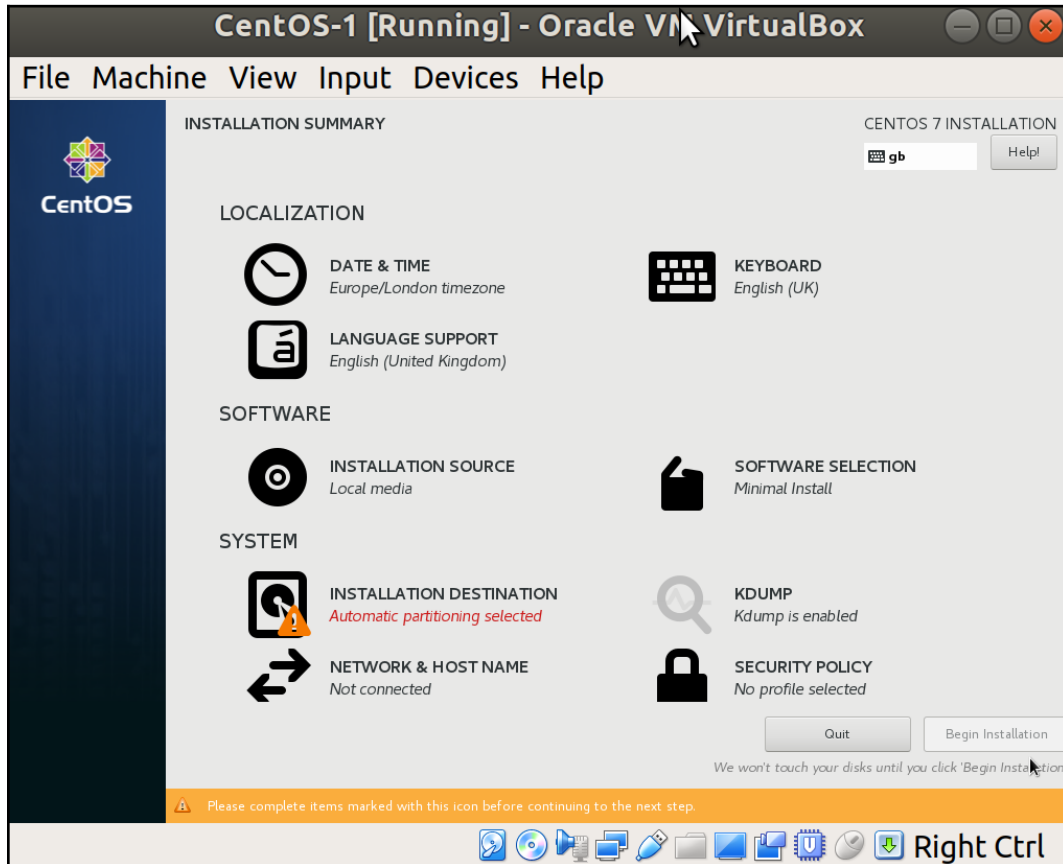 CentOS-1 [Running] - Oracle VM VirtualBox
File Machine View Input Devices Help
INSTALLATION SUMMARY
CENTOS 7 INSTALLATION
gb
Help!
CentOS
LOCALIZATION
DATE & TIME
Europe/London timezone
KEYBOARD
English (UK)
á
LANGUAGE SUPPORT
English (United Kingdom)
SOFTWARE
INSTALLATION SOURCE
Local media
SOFTWARE SELECTION
Minimal Install
SYSTEM
INSTALLATION DESTINATION
Automatic partitioning selected
KDUMP
Kdump is enabled
NETWORK & HOST NAME
Not connected
SECURITY POLICY
No profile selected
Quit
Begin Installation
We won't touch your disks until you click 'Begin Installation
Please complete items marked with this icon before continuing to the next step.
Right Ctrl